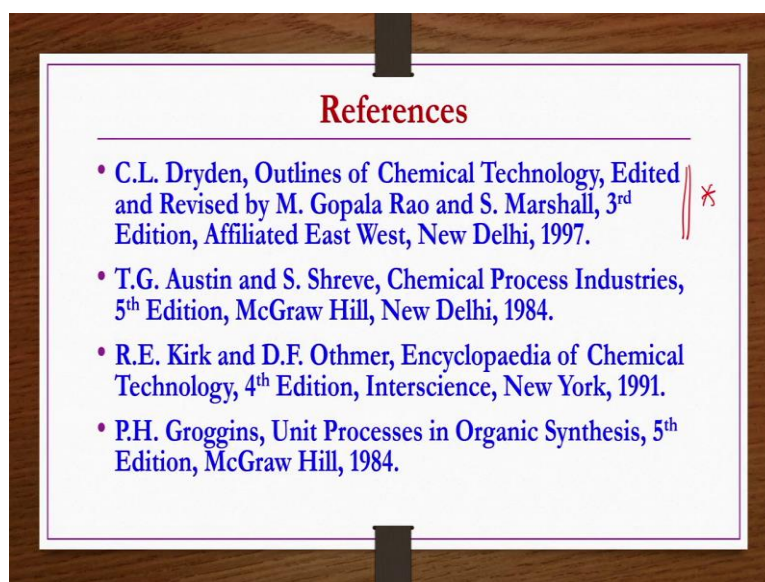 References
• C.L. Dryden, Outlines of Chemical Technology, Edited
and Revised by M. Gopala Rao and S. Marshall, 3rd
Edition, Affiliated East West, New Delhi, 1997.
• T.G. Austin and S. Shreve, Chemical Process Industries,
5th Edition, McGraw Hill, New Delhi, 1984.
• R.E. Kirk and D.F. Othmer, Encyclopaedia of Chemical
Technology, 4th Edition, Interscience, New York, 1991.
• P.H. Groggins, Unit Processes in Organic Synthesis, 5th
Edition, McGraw Hill, 1984.